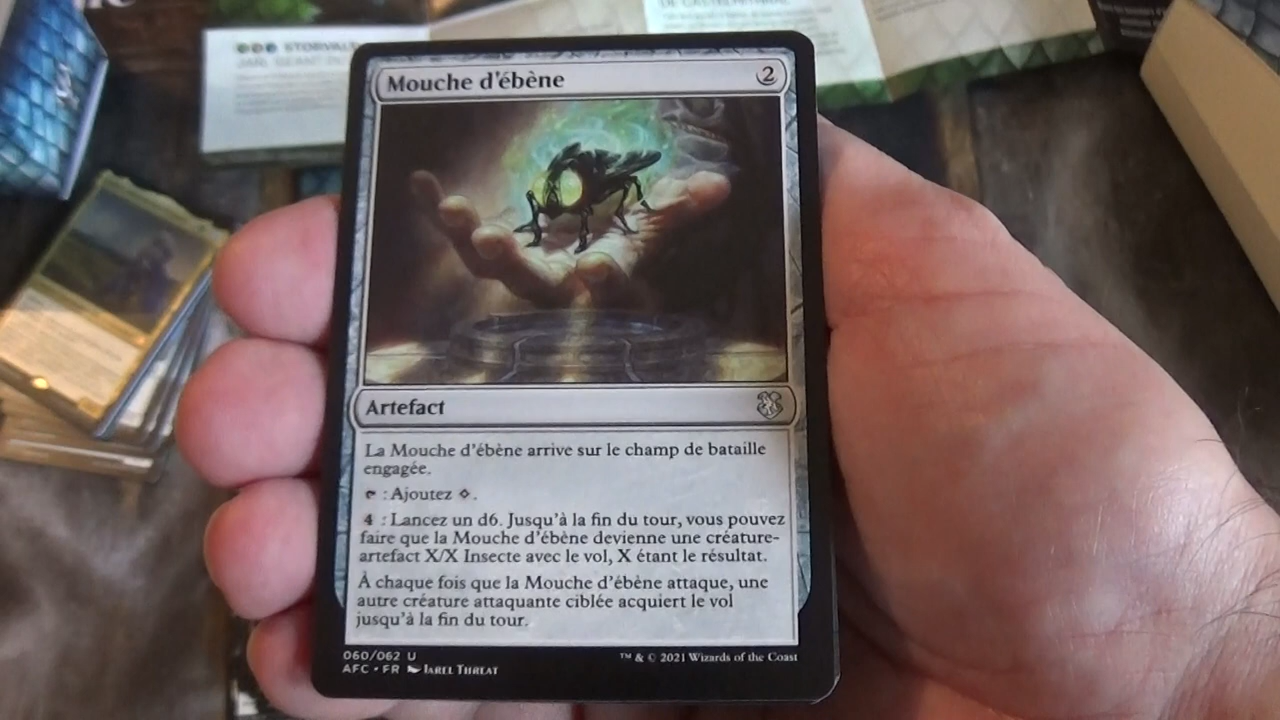 STORVALD
Mouche d'ébène 2
Artefact
La Mouche d'ébène arrive sur le champ de bataille
engagée.
: Ajoutez .
4 : Lancez un d6. Jusqu'à la fin du tour, vous pouvez
faire que la Mouche d'ébène devienne une créature-
artefact X/X Insecte avec le vol, X étant le résultat.
À chaque fois que la Mouche d'ébène attaque, une
autre créature attaquante ciblée acquiert le vol
jusqu'à la fin du tour.
060/062 U
™ & © 2021 Wizards of the Coast
AFC • FR JAREL THREAT